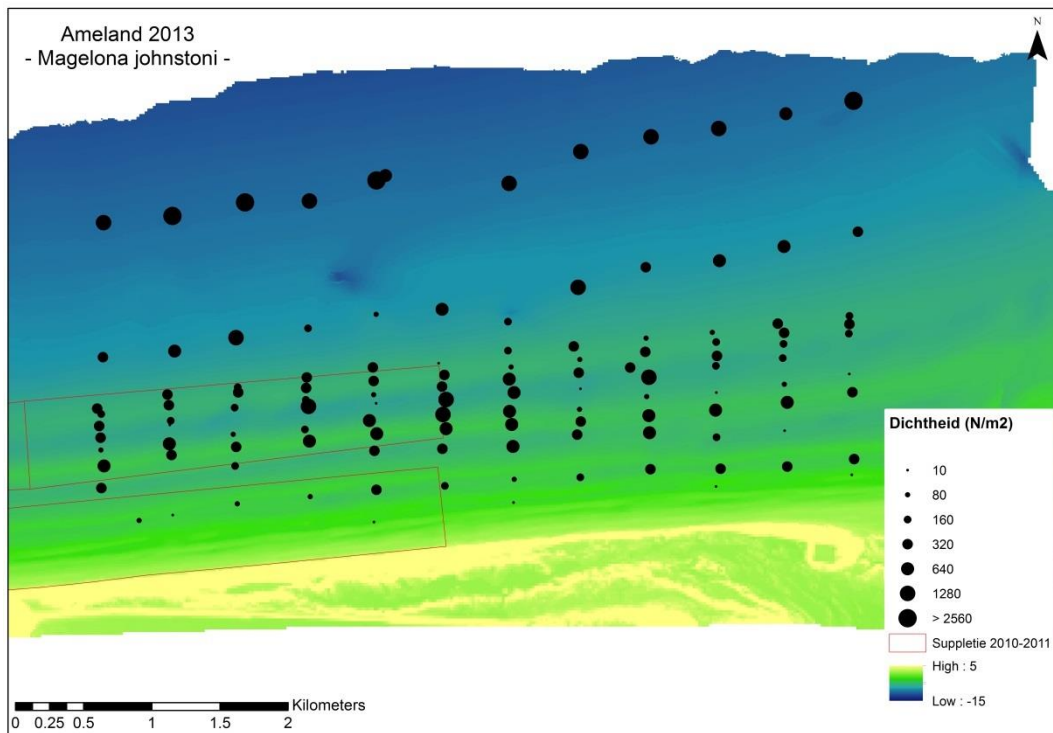 Ameland 2013
- Magelona johnstoni -
N
Dichtheid (N/m2)
10
80
160
320
640
1280
> 2560
Suppletie 2010-2011
High : 5
Low : -15
Kilometers
0 0.25 0.5 1 1.5 2